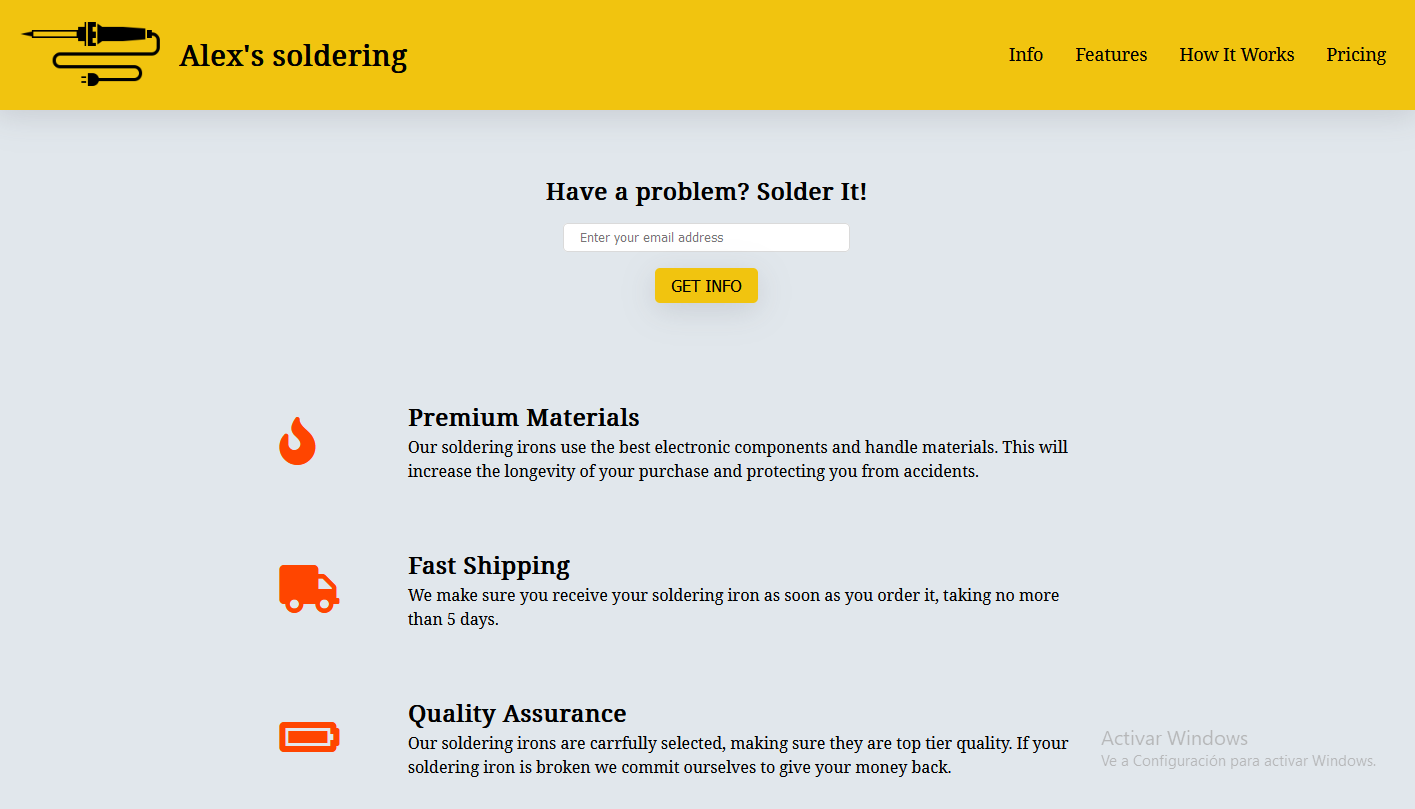 Alex's soldering
Info
Features
How It Works
Pricing
Have a problem? Solder It!
Enter your email address
GET INFO
Premium Materials
Our soldering irons use the best electronic components and handle materials. This will
increase the longevity of your purchase and protecting you from accidents.
Fast Shipping
We make sure you receive your soldering iron as soon as you order it, taking no more
than 5 days.
Quality Assurance
Our soldering irons are carrfully selected, making sure they are top tier quality. If your
soldering iron is broken we commit ourselves to give your money back.
Activar Windows
Ve a Configuración para activar Windows.